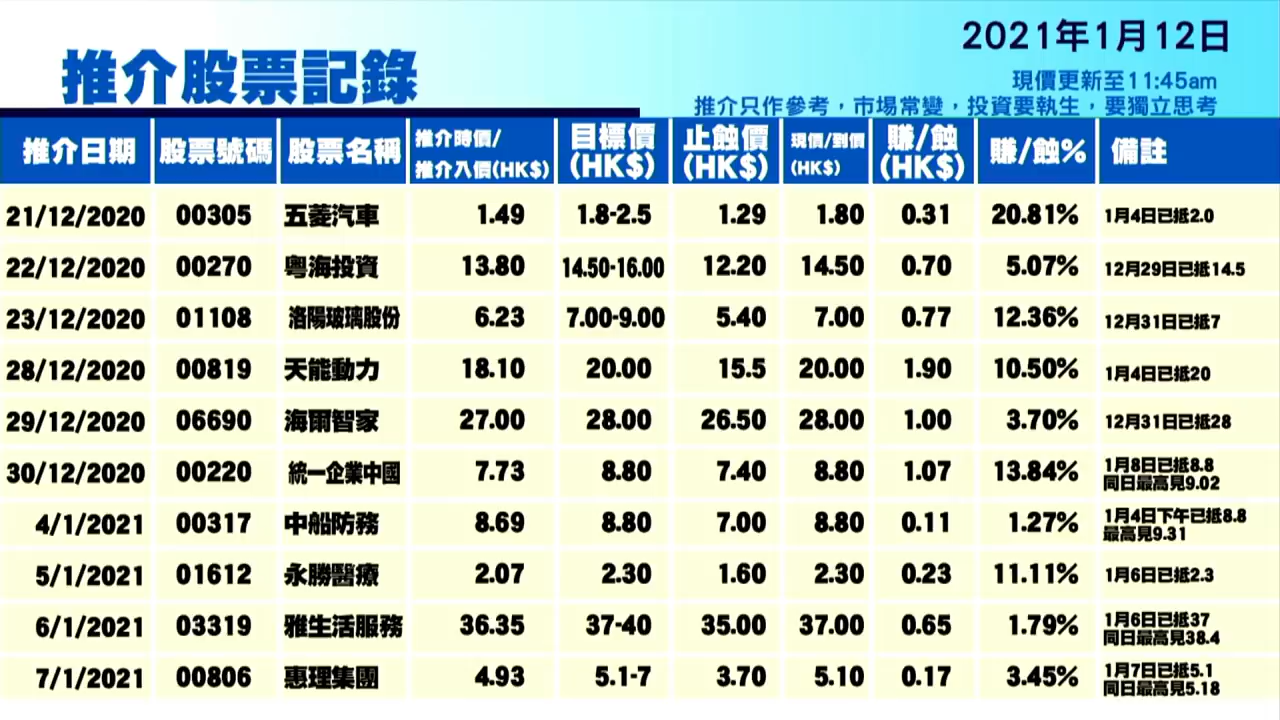 2021年1月12日
推介股票記錄
現價更新至11:45am
推介只作參考，市場常變，投資要執生，要獨立思考
推介日期 股票號碼 股票名稱 推介時價/推介入價(HK$) 目標價(HK$) 止蝕價(HK$) 現價/到價(HK$) 賺/蝕(HK$) 賺/蝕% 備註
21/12/2020 00305 五菱汽車 1.49 1.8-2.5 1.29 1.80 0.31 20.81% 1月4日已抵2.0
22/12/2020 00270 粵海投資 13.80 14.50-16.00 12.20 14.50 0.70 5.07% 12月29日已抵14.5
23/12/2020 01108 洛陽玻璃股份 6.23 7.00-9.00 5.40 7.00 0.77 12.36% 12月31日已抵7
28/12/2020 00819 天能動力 18.10 20.00 15.5 20.00 1.90 10.50% 1月4日已抵20
29/12/2020 06690 海爾智家 27.00 28.00 26.50 28.00 1.00 3.70% 12月31日已抵28
30/12/2020 00220 統一企業中國 7.73 8.80 7.40 8.80 1.07 13.84% 1月8日已抵8.8
同日最高見9.02
4/1/2021 00317 中船防務 8.69 8.80 7.00 8.80 0.11 1.27% 1月4日下午已抵8.8
最高見9.31
5/1/2021 01612 永勝醫療 2.07 2.30 1.60 2.30 0.23 11.11% 1月6日已抵2.3
6/1/2021 03319 雅生活服務 36.35 37-40 35.00 37.00 0.65 1.79% 1月6日已抵37
同日最高見38.4
7/1/2021 00806 惠理集團 4.93 5.1-7 3.70 5.10 0.17 3.45% 1月7日已抵5.1
同日最高見5.18